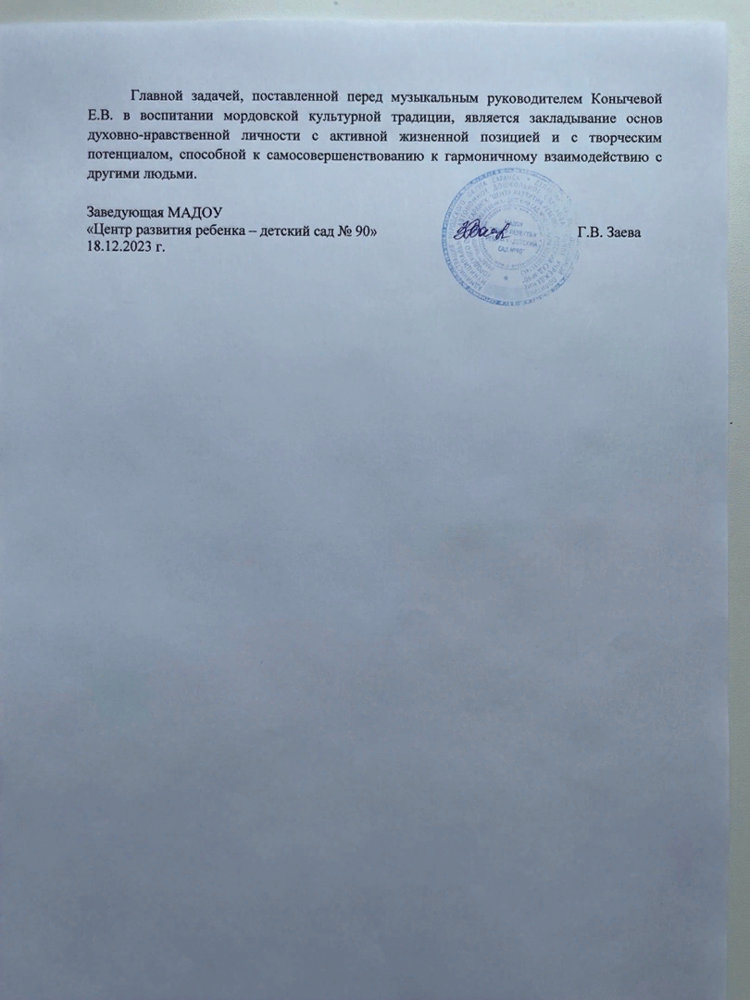 Главной задачей, поставленной перед музыкальным руководителем Конычевой
Е.В. в воспитании мордовской культурной традиции, является закладывание основ
духовно-нравственной личности с активной жизненной позицией и с творческим
потенциалом, способной к самосовершенствованию к гармоничному взаимодействию с
другими людьми.
Заведующая МАДОУ
«Центр развития ребенка – детский сад № 90»
Г.В. Заева
18.12.2023 г.